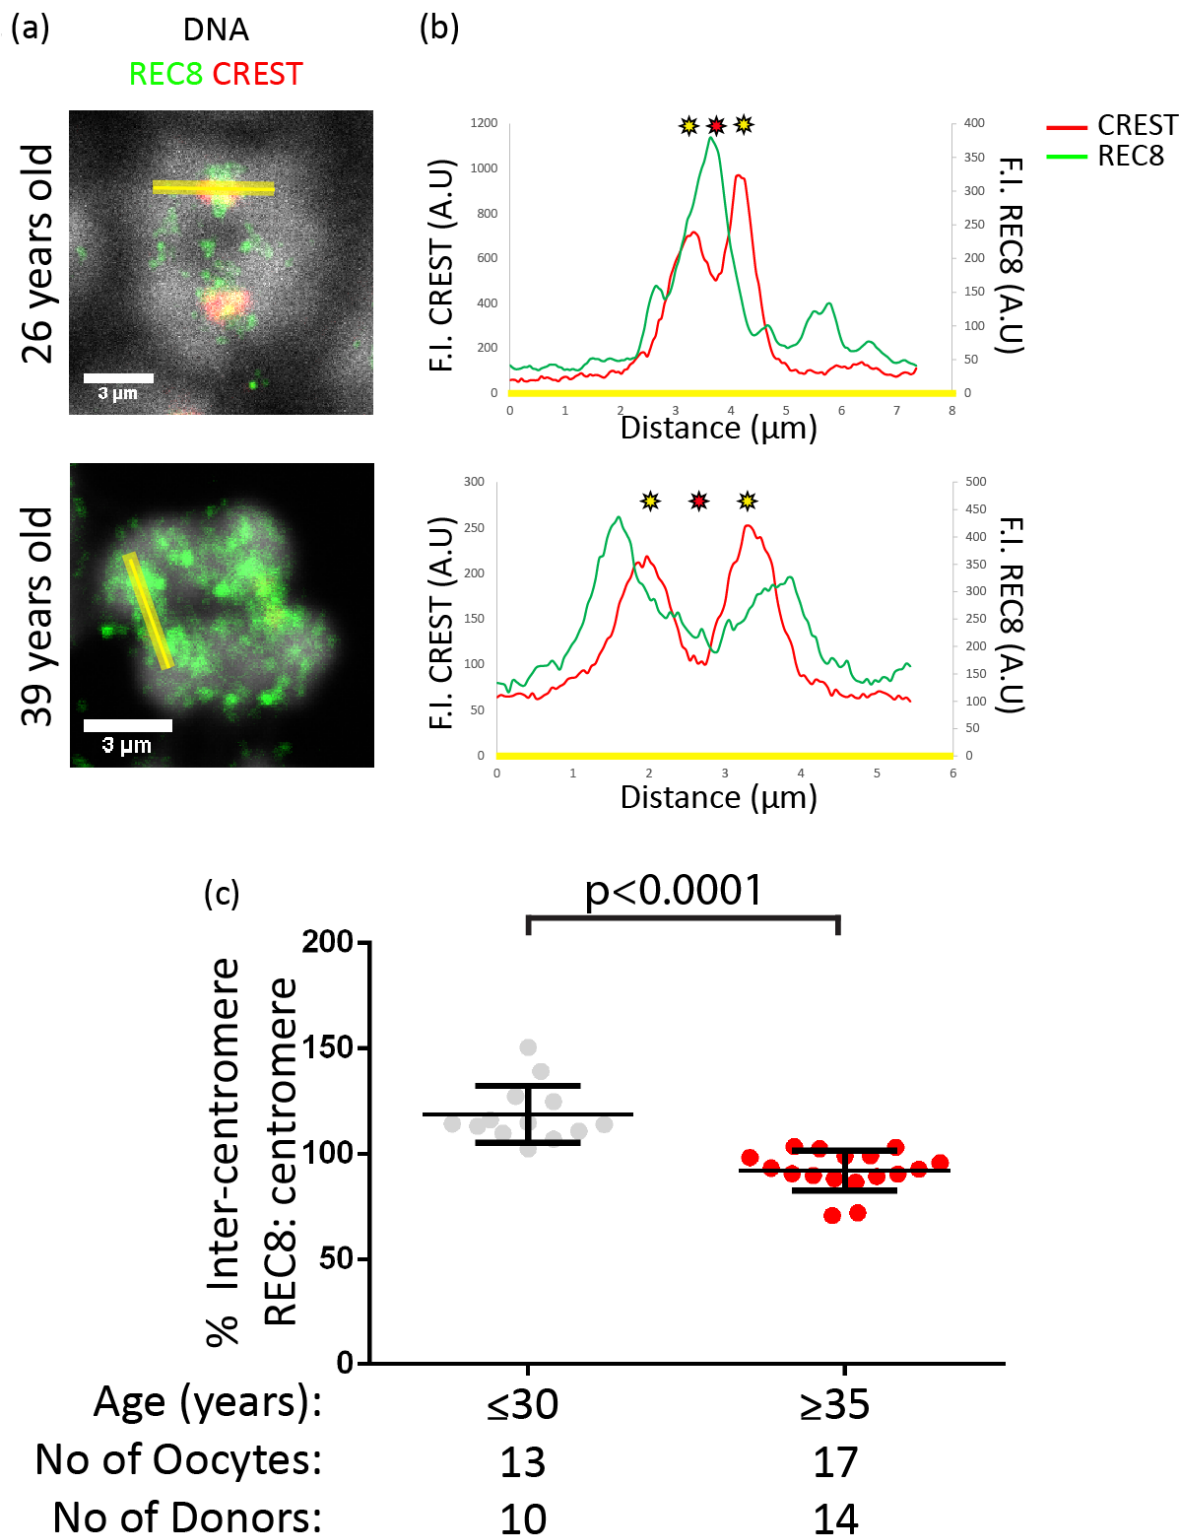 (a)
DNA
REC8 CREST
26 years old
3 µm
39 years old
3 µm
(b)
CREST
REC8
F.I. CREST (A.U)
1200
1000
800
600
400
200
0
0 1 2 3 4 5 6 7 8
Distance (µm)
400
350
300
250
200
150
100
50
0
F.I. REC8 (A.U)
F.I. CREST (A.U)
300
250
200
150
100
50
0
0 1 2 3 4 5 6
Distance (µm)
500
450
400
350
300
250
200
150
100
50
0
F.I. REC8 (A.U)
(c)
p<0.0001
% Inter-centromere
REC8: centromere
200
150
100
50
0
Age (years): ≤30 ≥35
No of Oocytes: 13 17
No of Donors: 10 14